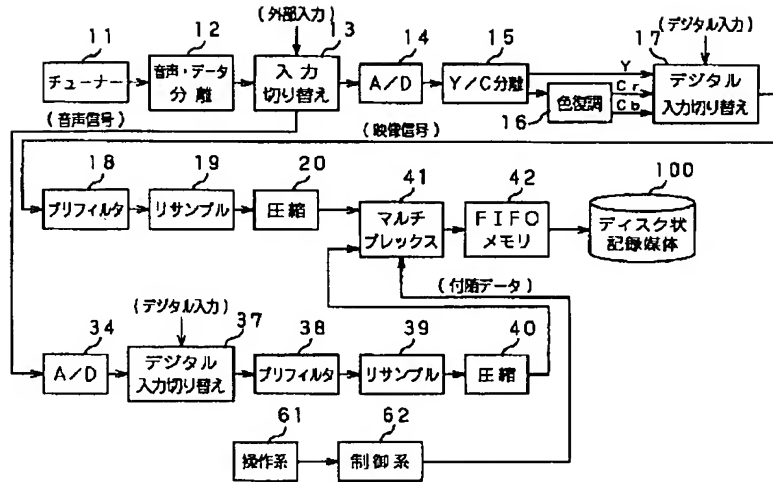 (外部入力)
11
12
13
14
15
17
(デジタル入力)
チューナー
音声・データ
分離
入力
切り替え
A/D
Y/C分離
Y
Cr
Cb
16
色復調
デジタル
入力切り替え
(音声信号)
(映像信号)
18
19
20
41
42
100
プリフィルタ
リサンプル
圧縮
マルチ
プレックス
FIFO
メモリ
ディスク状
記録媒体
(付随データ)
(デジタル入力)
34
37
38
39
40
A/D
デジタル
入力切り替え
プリフィルタ
リサンプル
圧縮
61
62
操作系
制御系